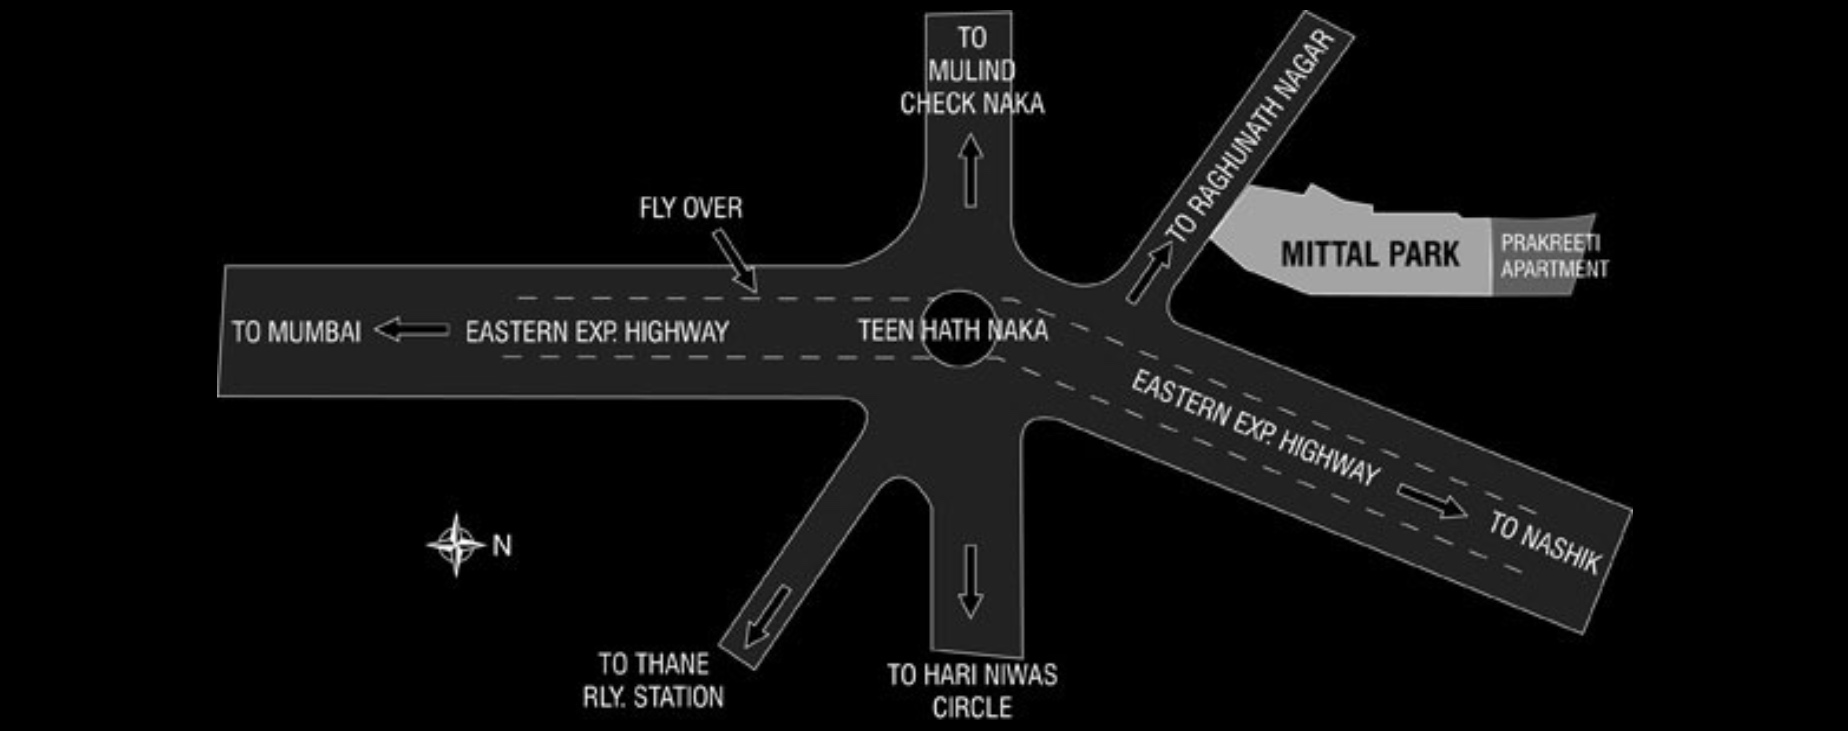 TO
MULIND
CHECK NAKA
TO RAGHUNATH NAGAR
FLY OVER
MITTAL PARK
PRAKREETI
APARTMENT
TO MUMBAI
EASTERN EXP. HIGHWAY
TEEN HATH NAKA
EASTERN EXP. HIGHWAY
TO NASHIK
N
TO THANE
RLY. STATION
TO HARI NIWAS
CIRCLE